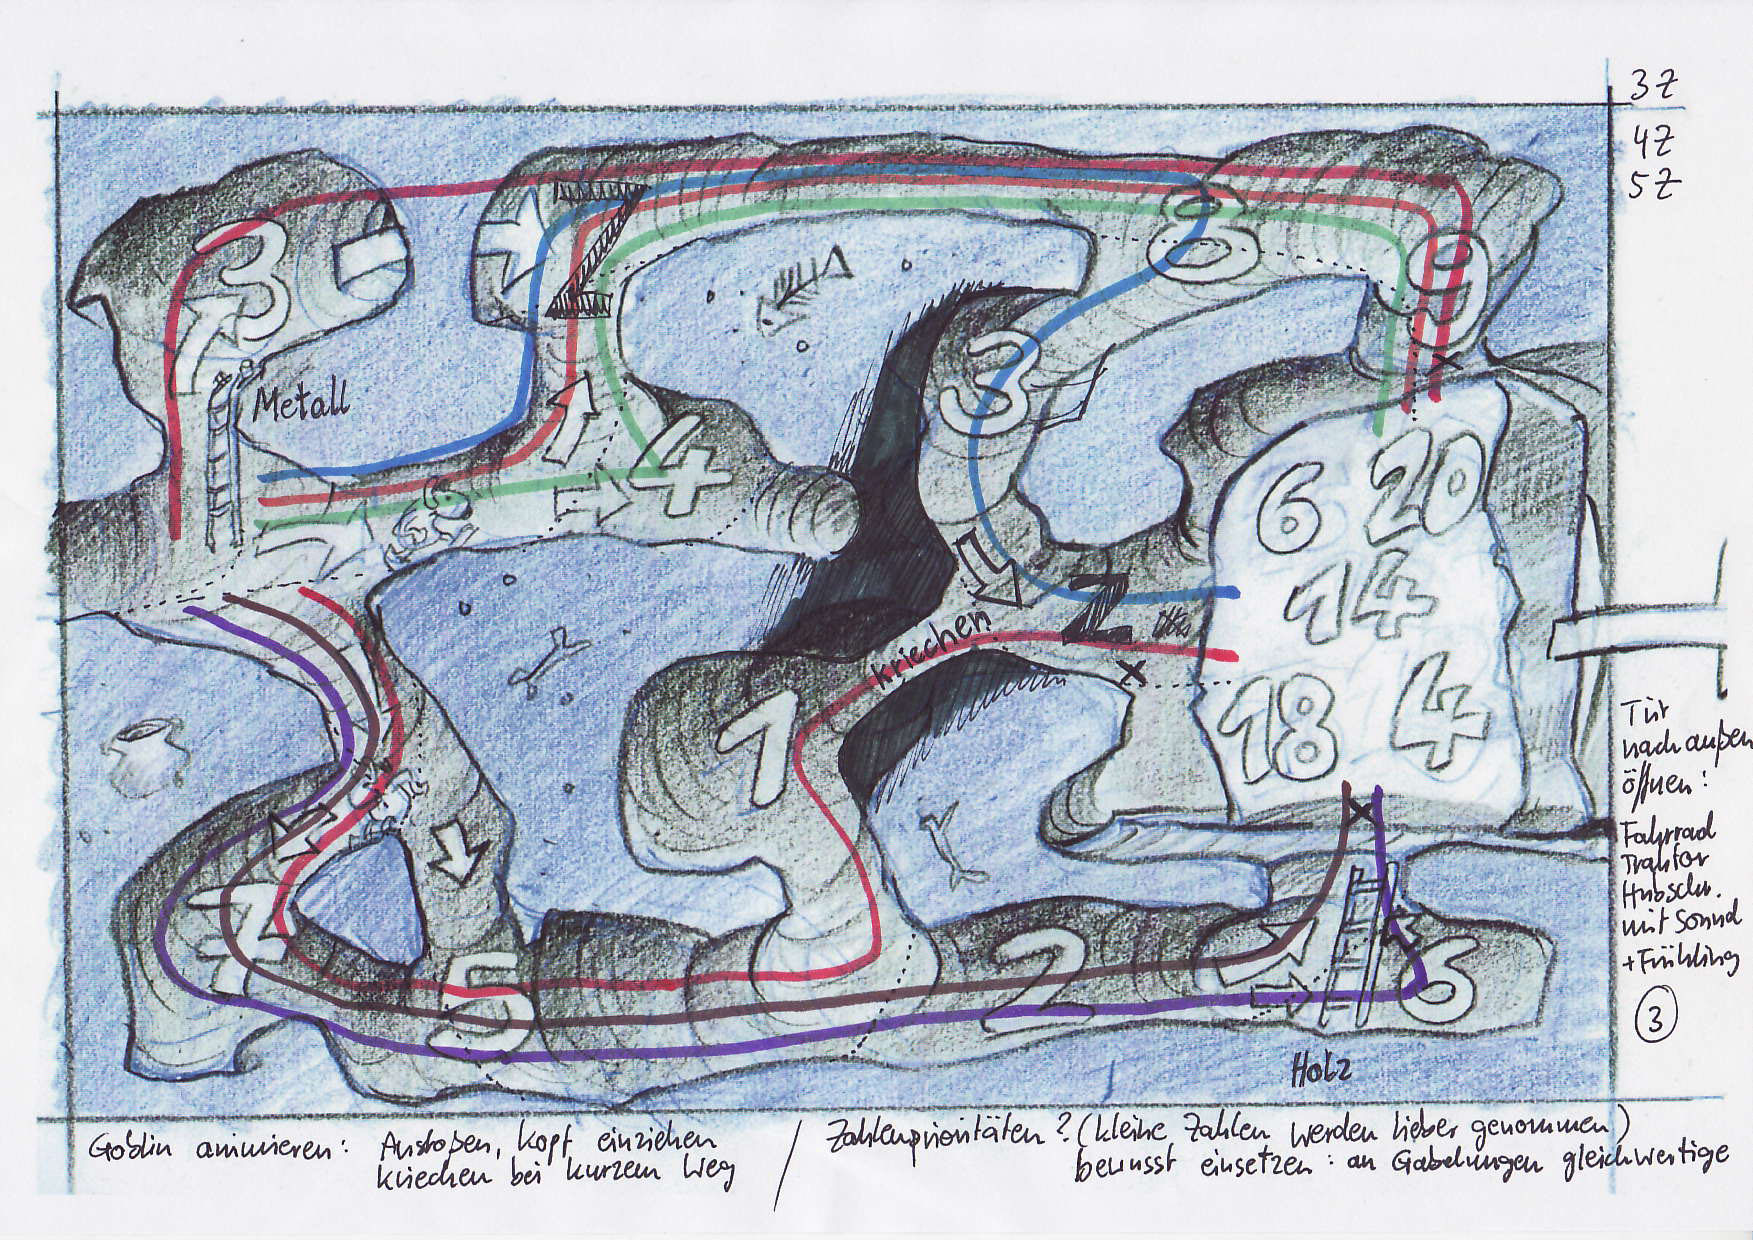 3Z
4Z
5Z
3
8
9
Metall
3
4
6 20
14
18 4
2
kriechen
1
7
5
2
6
Holz
Tür
nach außen
öffnen:
Fahrrad
Traktor
Hubschr.
mit Sonnd
+Frühling
3
Goblin animieren: Anstoßen, Kopf einziehen
kriechen bei kurzem Weg
/ Zahlenprioritäten? (kleine Zahlen werden lieber genommen)
bewusst einsetzen: an Gabelungen gleichwertige